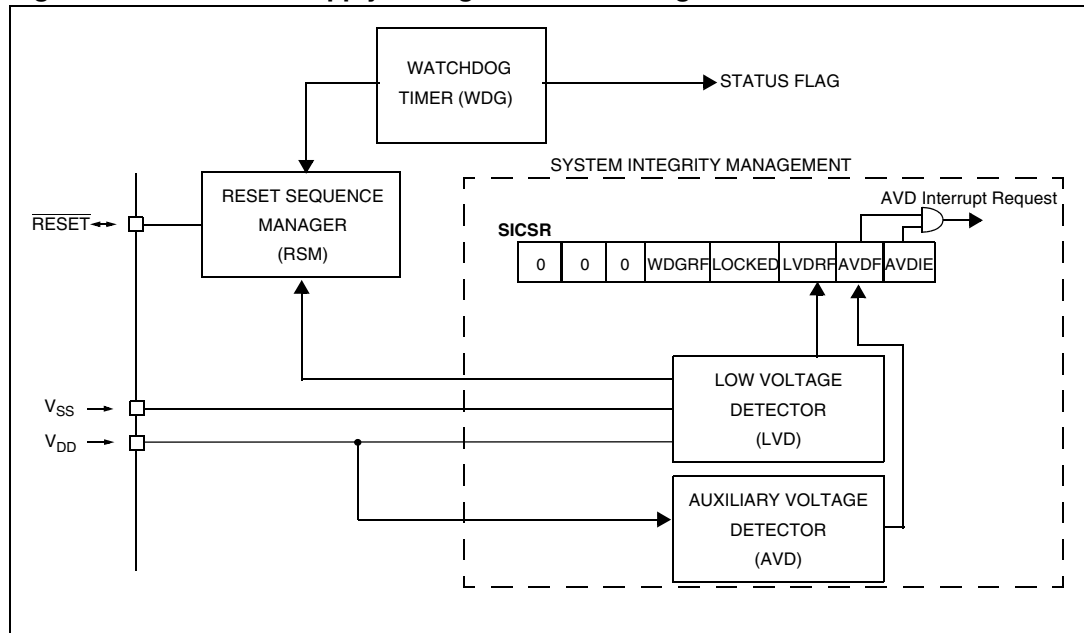 WATCHDOG
TIMER (WDG)
STATUS FLAG
SYSTEM INTEGRITY MANAGEMENT
RESET SEQUENCE
MANAGER
(RSM)
AVD Interrupt Request
RESET
SICSR
0 0 0 WDGRF LOCKED LVDRF AVDF AVDIE
LOW VOLTAGE
DETECTOR
(LVD)
VSS
VDD
AUXILIARY VOLTAGE
DETECTOR
(AVD)